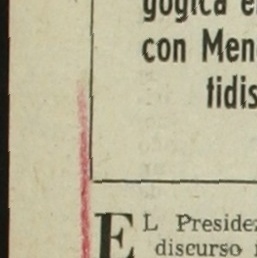 gógica e
con Men
tidis
EL Preside
discurso